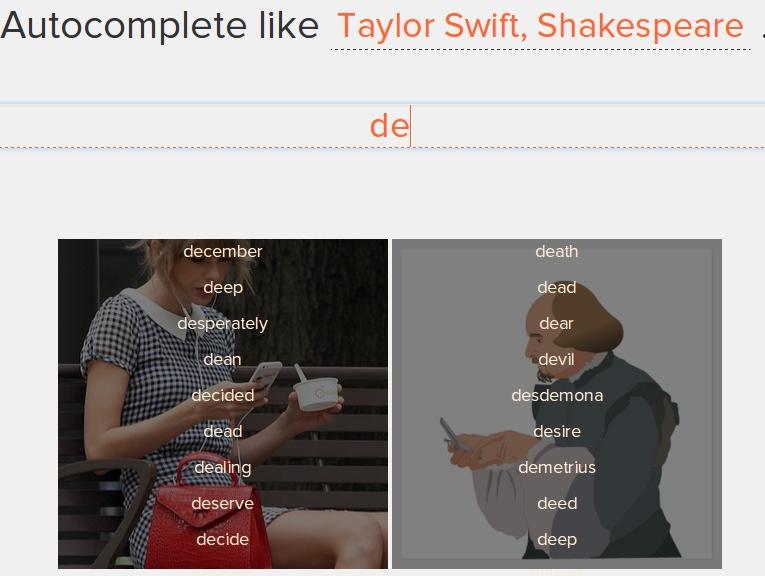 Autocomplete like Taylor Swift, Shakespeare .
de
december
deep
desperately
dean
decided
dead
dealing
deserve
decide
death
dead
dear
devil
desdemona
desire
demetrius
deed
deep